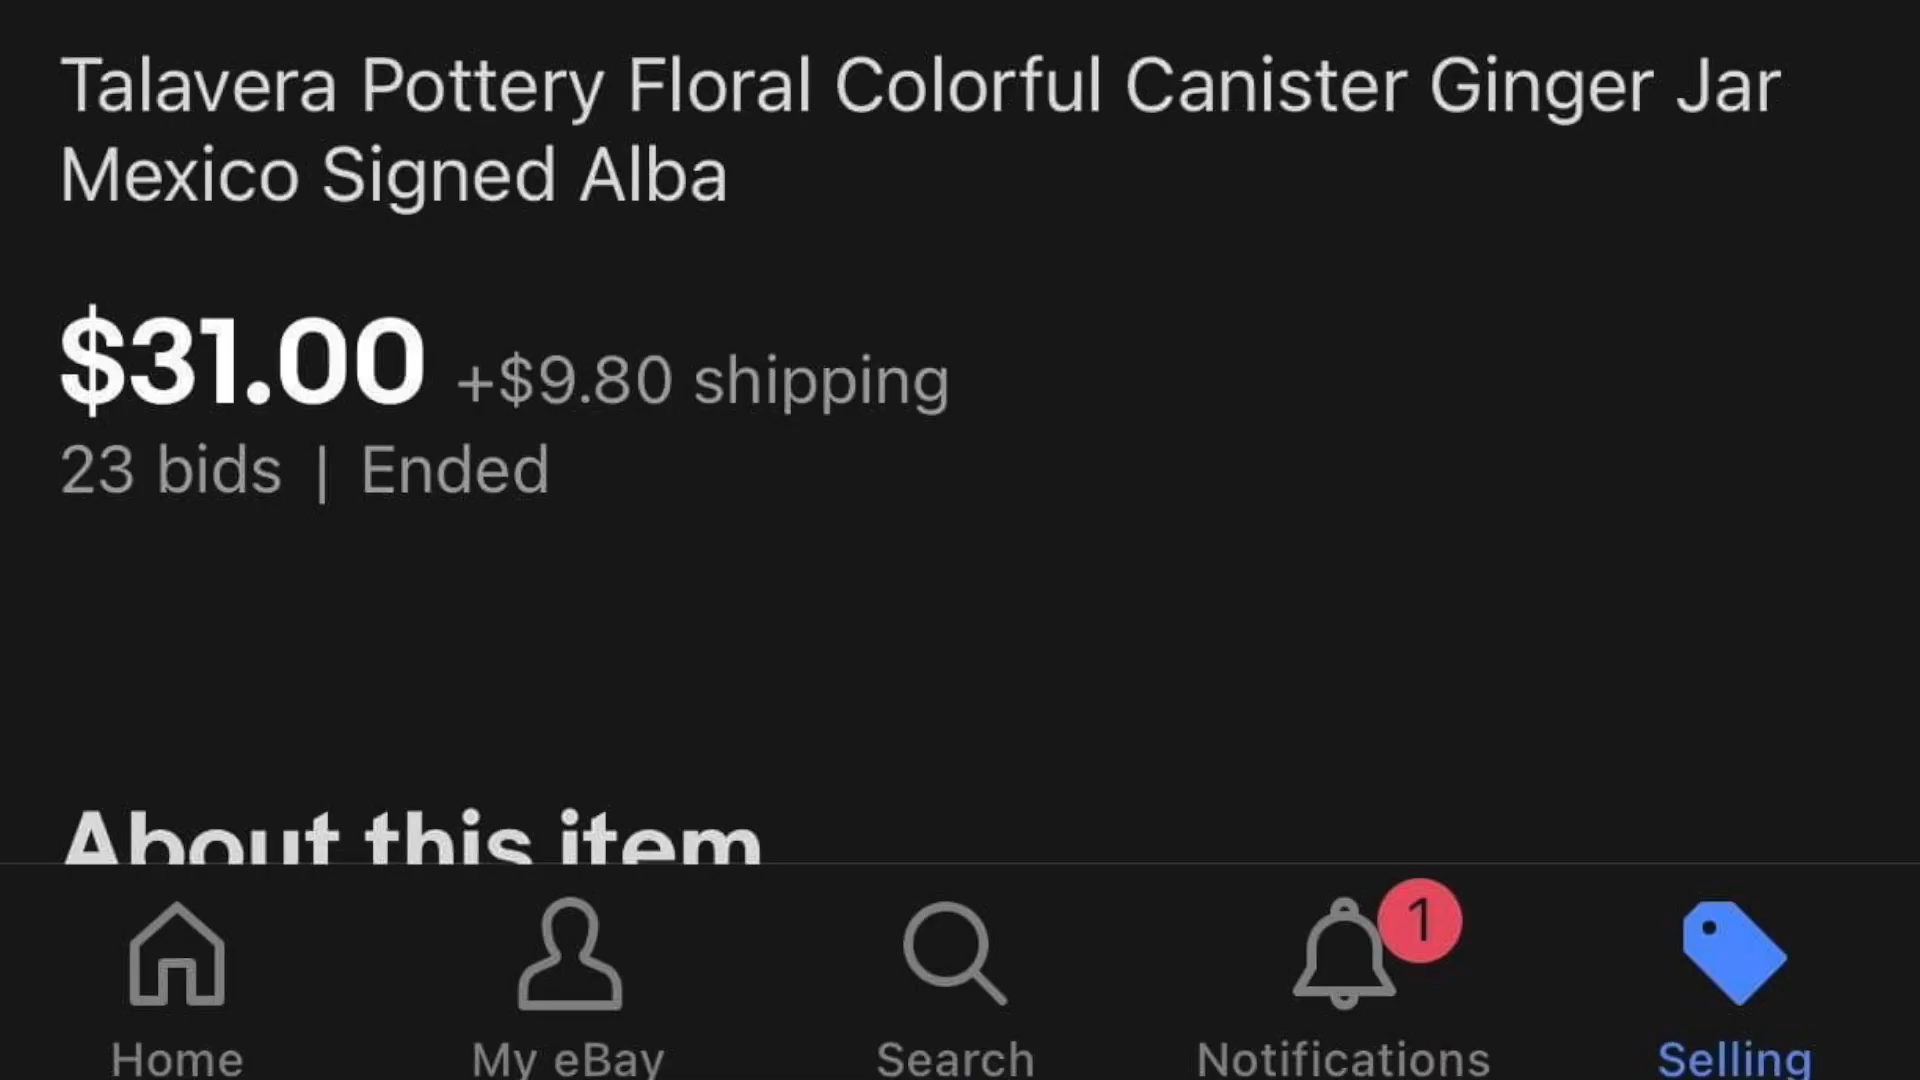 Talavera Pottery Floral Colorful Canister Ginger Jar
Mexico Signed Alba
$31.00 +$9.80 shipping
23 bids | Ended
About this item
1
Home My eBay Search Notifications Selling